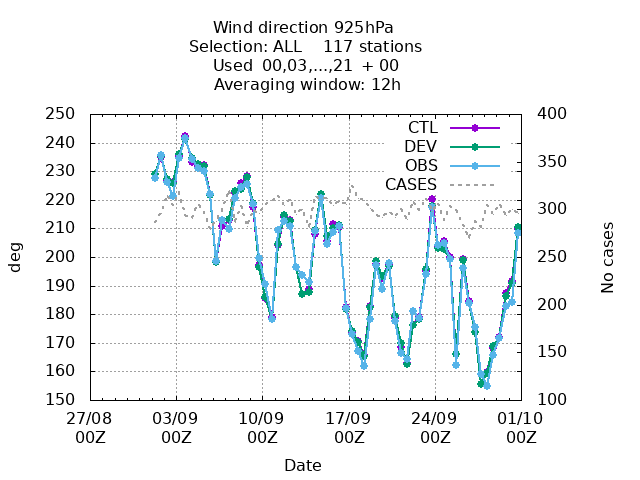 Wind direction 925hPa
Selection: ALL    117 stations
Used  00,03,...,21  + 00
Averaging window: 12h
250
240
230
220
210
200
190
180
170
160
150
deg
400
350
300
250
200
150
100
No cases
CTL
DEV
OBS
CASES
27/08 03/09 10/09 17/09 24/09 01/10
00Z 00Z 00Z 00Z 00Z 00Z
Date